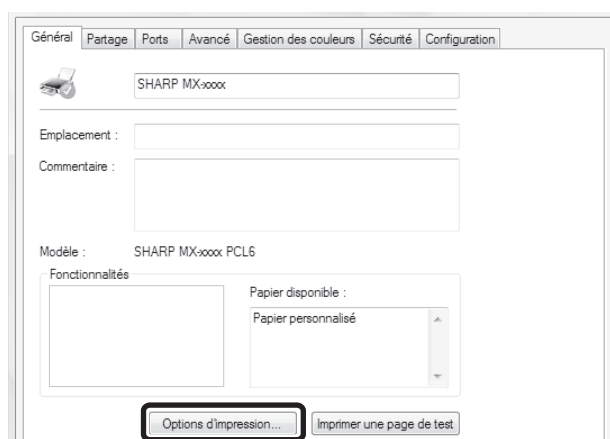 Général Partage Ports Avancé Gestion des couleurs Sécurité Configuration
SHARP MX-xxxx
Emplacement :
Commentaire :
Modèle : SHARP MX-xxxx PCL6
Fonctionnalités
Papier disponible :
Papier personnalisé
Options d'impression... Imprimer une page de test